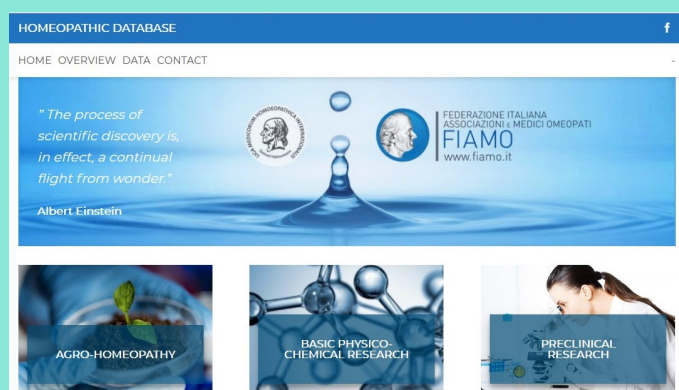 HOMEOPATHIC DATABASE
f
HOME OVERVIEW DATA CONTACT
-
" The process of
scientific discovery is,
in effect, a continual
flight from wonder."
Albert Einstein
FEDERAZIONE ITALIANA
ASSOCIAZIONI E MEDICI OMEOPATI
FIAMO
www.fiamo.it
AGRO-HOMEOPATHY
BASIC PHYSICO-
CHEMICAL RESEARCH
PRECLINICAL
RESEARCH